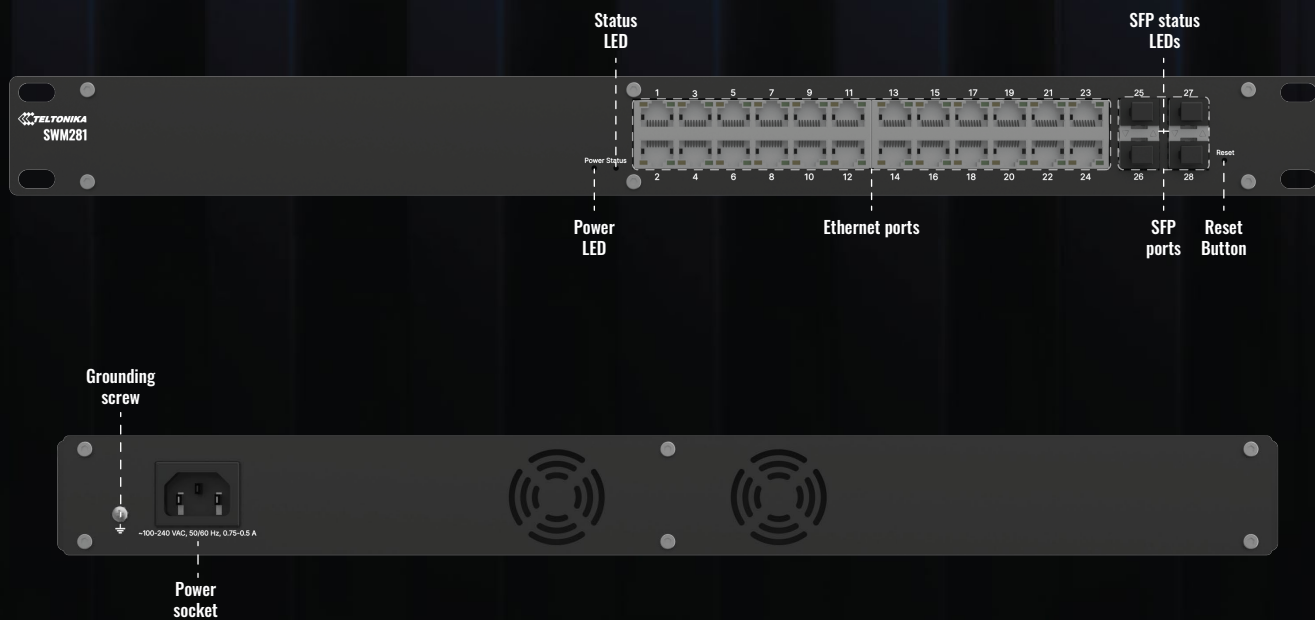 Status
LED
SFP status
LEDs
TELTONIKA
SWM281
1 3 5 7 9 11 13 15 17 19 21 23 25 27
Power Status
Reset
2 4 6 8 10 12 14 16 18 20 22 24 26 28
Power
LED
Ethernet ports
SFP
ports
Reset
Button
Grounding
screw
~100-240 VAC, 50/60 Hz, 0.75-0.5 A
Power
socket